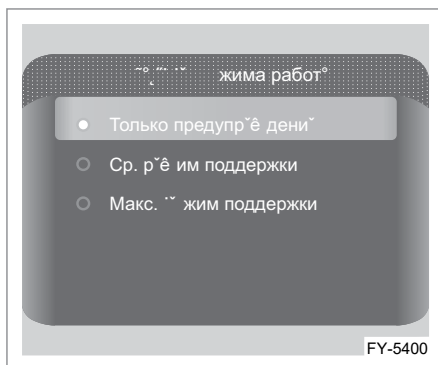 жима работ°
Только предупр˘ê дени˘
Ср. р˘ê им поддержки
Макс. ˙˘ жим поддержки
FY-5400